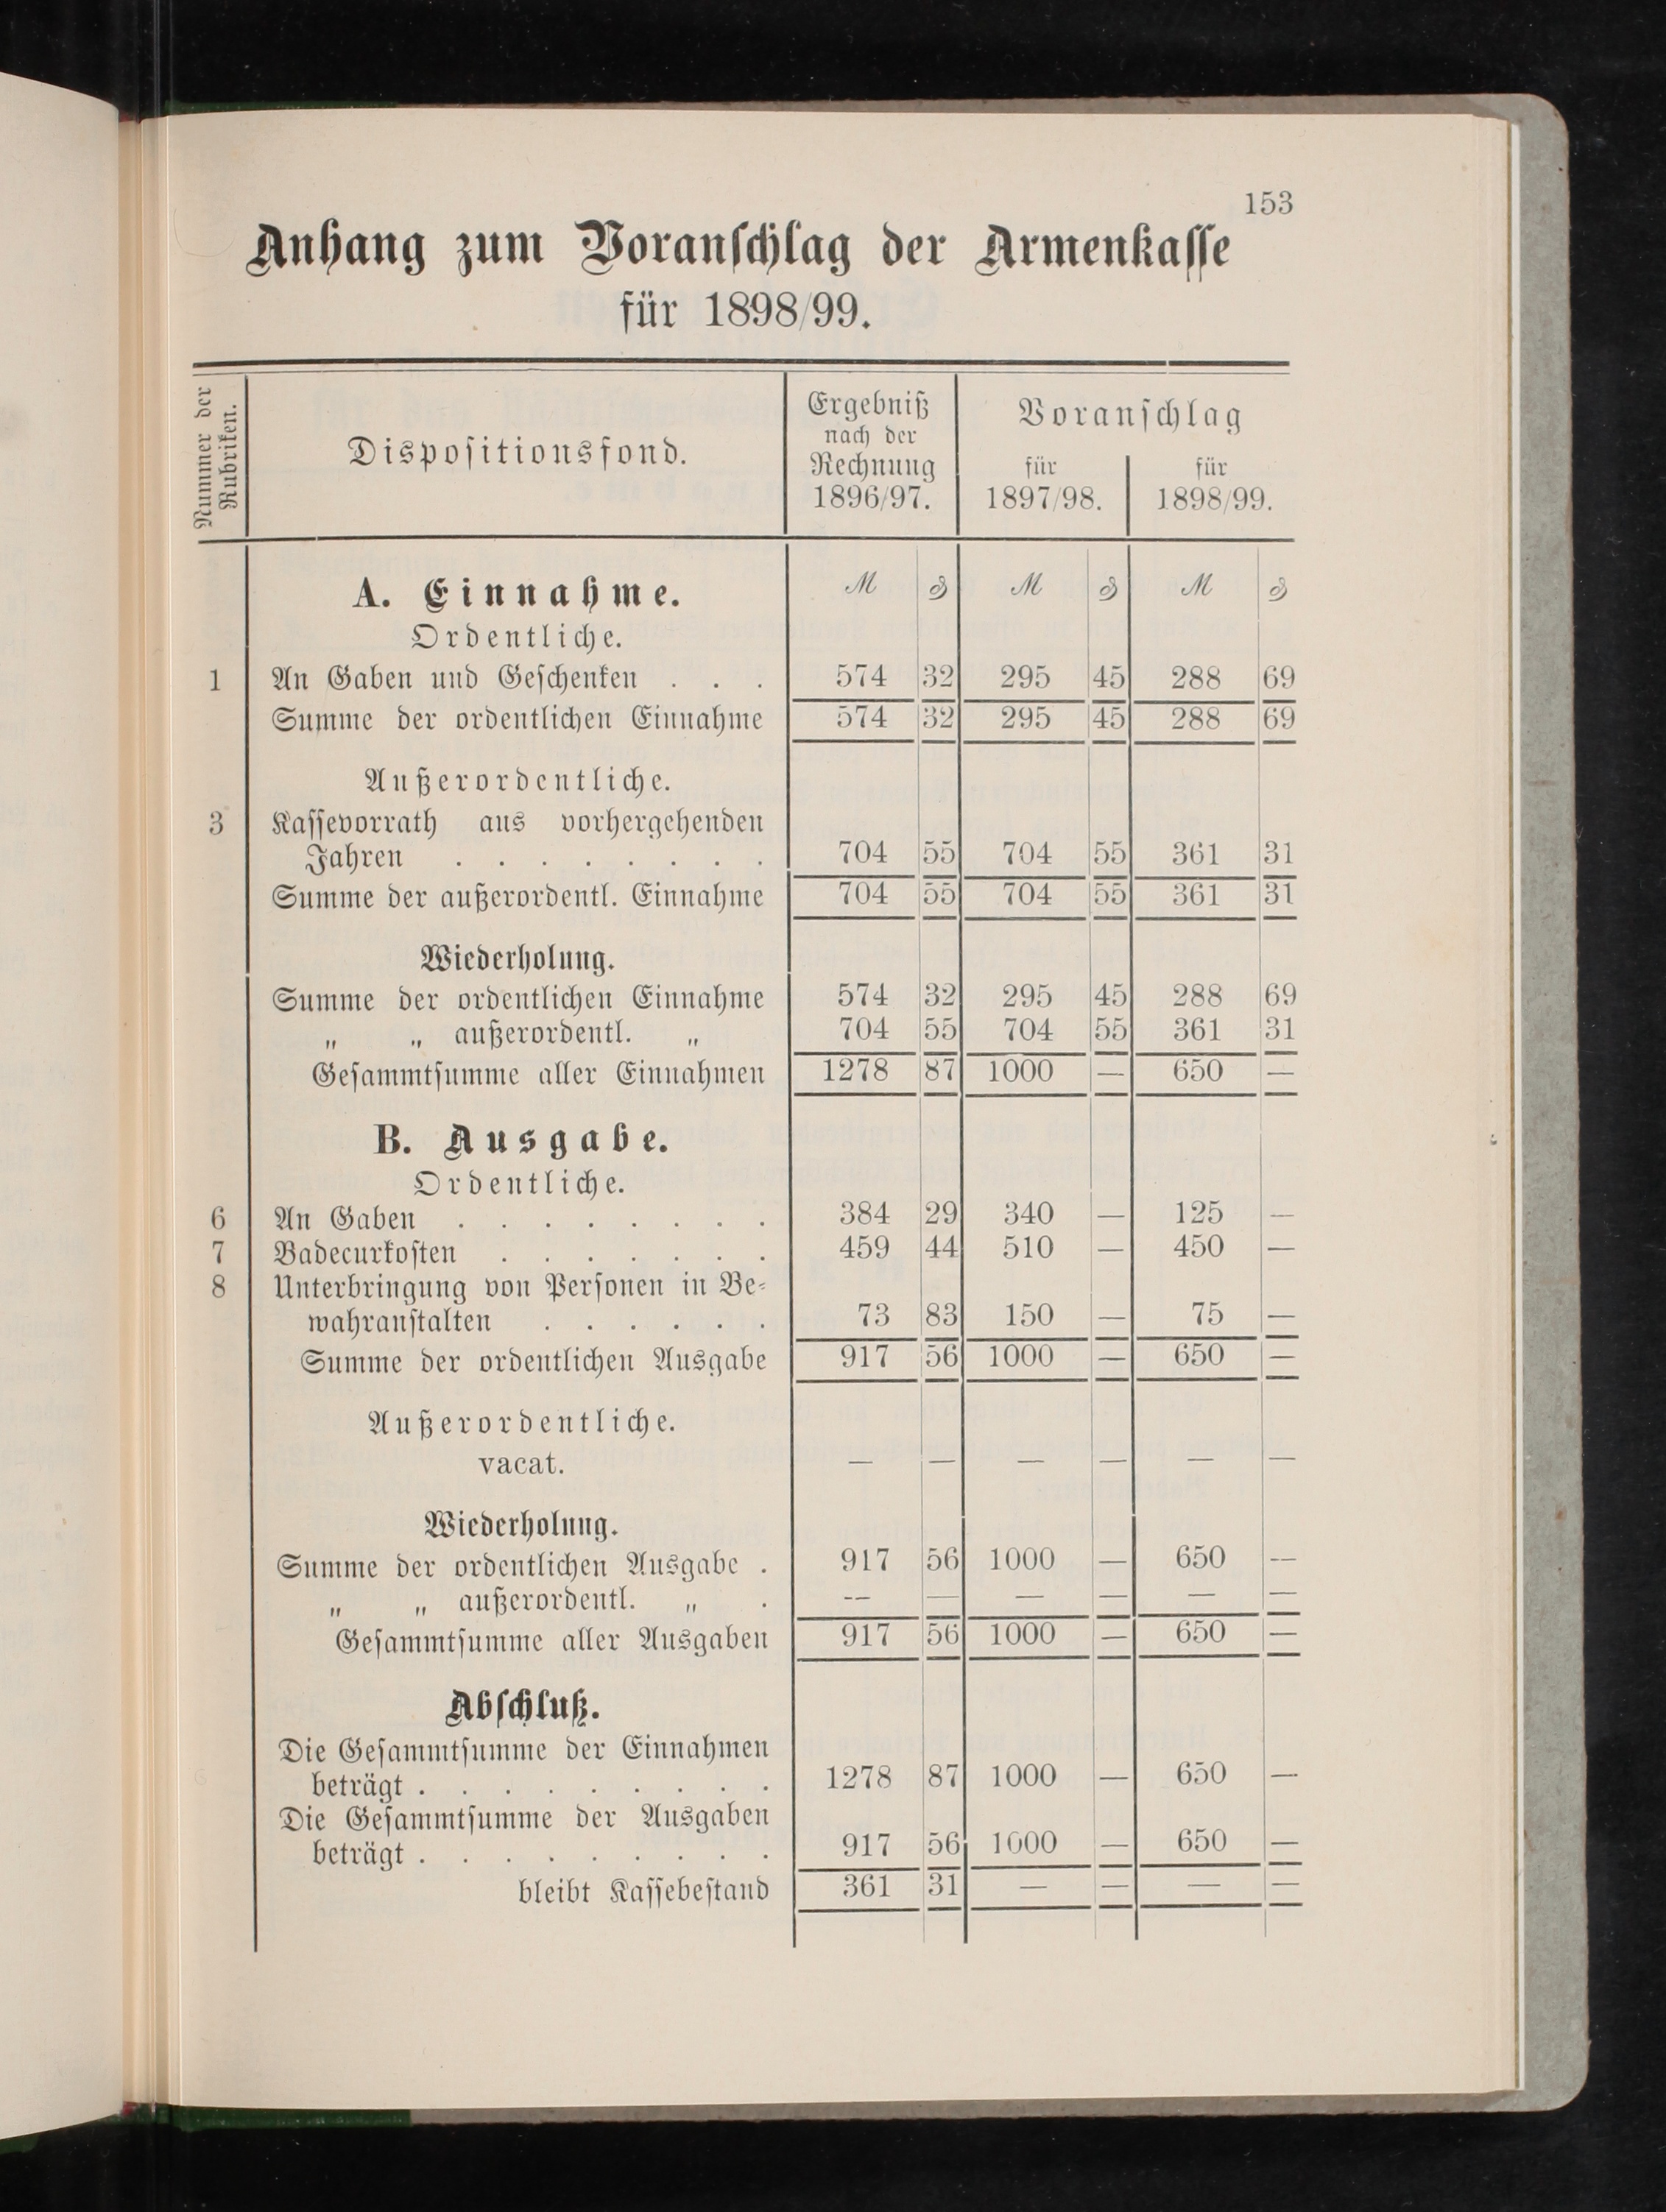 153
Anhang zum Voranschlag der Armenkasse
für 1898/99.
Nummer der Rubriken.
Dispositionsfond.
Ergebniß nach der Rechnung 1896/97.
Voranschlag
für 1897/98.
für 1898/99.
A. Einnahme. ℳ ₰ ℳ ₰ ℳ ₰
Ordentliche.
1 An Gaben und Geschenken . . . 574 32 295 45 288 69
Summe der ordentlichen Einnahme 574 32 295 45 288 69
Außerordentliche.
3 Kassevorrath aus vorhergehenden
Jahren . . . . . . . . 704 55 704 55 361 31
Summe der außerordentl. Einnahme 704 55 704 55 361 31
Wiederholung.
Summe der ordentlichen Einnahme 574 32 295 45 288 69
„ „ außerordentl. „ 704 55 704 55 361 31
Gesammtsumme aller Einnahmen 1278 87 1000 — 650 —
B. Ausgabe.
Ordentliche.
6 An Gaben . . . . . . . . 384 29 340 — 125 —
7 Badecurkosten . . . . . . . 459 44 510 — 450 —
8 Unterbringung von Personen in Be-
wahranstalten . . . . . . 73 83 150 — 75 —
Summe der ordentlichen Ausgabe 917 56 1000 — 650 —
Außerordentliche.
vacat. — — — — — —
Wiederholung.
Summe der ordentlichen Ausgabe . 917 56 1000 — 650 —
„ „ außerordentl. „ . — — — — — —
Gesammtsumme aller Ausgaben 917 56 1000 — 650 —
Abschluß.
Die Gesammtsumme der Einnahmen
beträgt . . . . . . . . . 1278 87 1000 — 650 —
Die Gesammtsumme der Ausgaben
beträgt . . . . . . . . . 917 56 1000 — 650 —
bleibt Kassebestand 361 31 — — — —